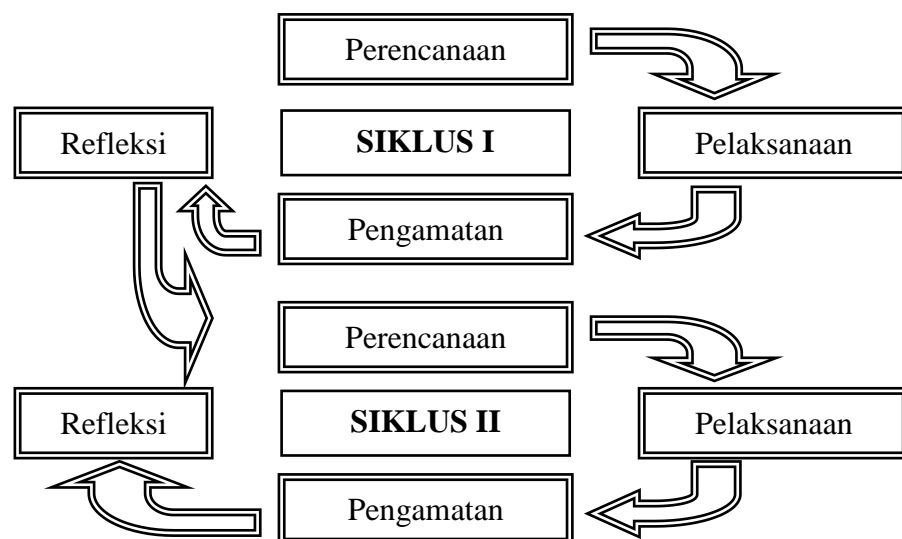 Perencanaan
Refleksi
SIKLUS I
Pelaksanaan
Pengamatan
Perencanaan
Refleksi
SIKLUS II
Pelaksanaan
Pengamatan